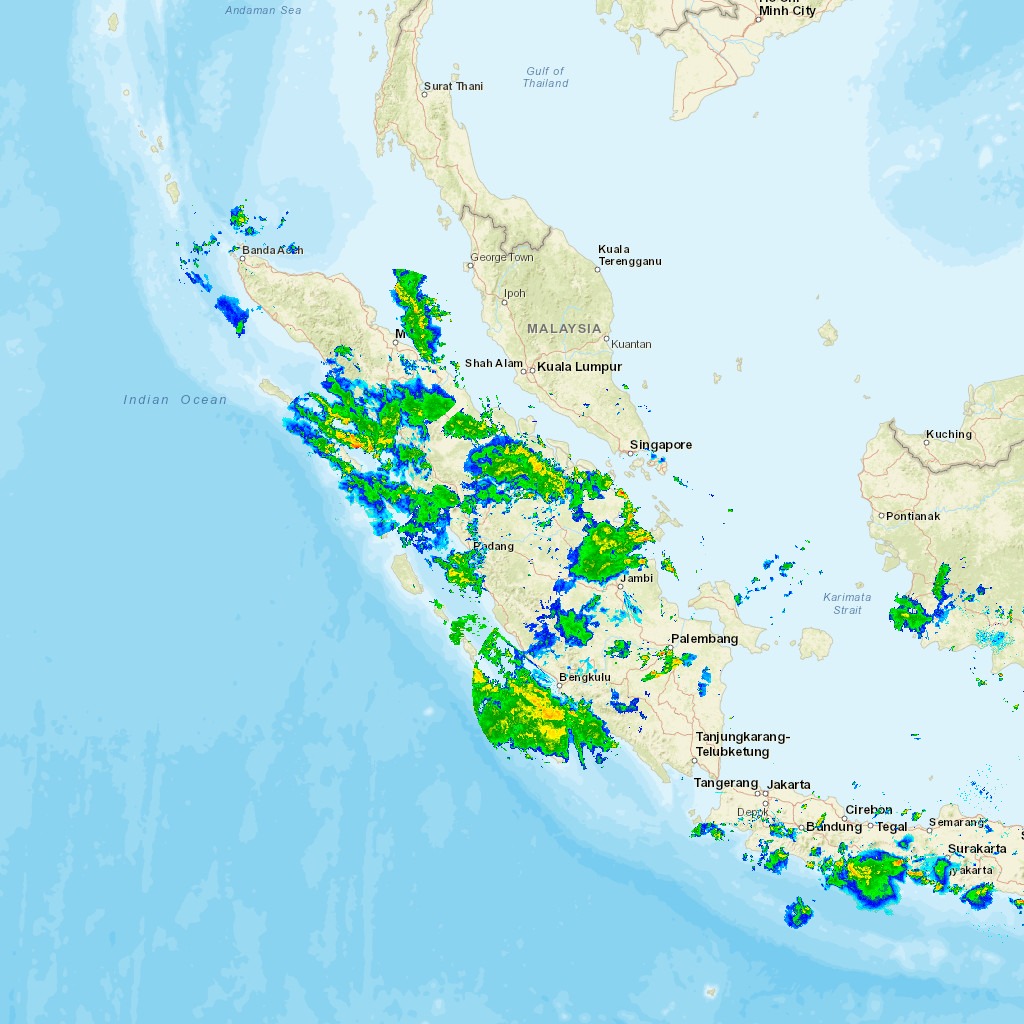 Andaman Sea
Minh City
Gulf of
Thailand
Surat Thani
Banda Aceh
George Town
Kuala
Terengganu
Ipoh
MALAYSIA
M
Kuantan
Shah Alam
Kuala Lumpur
Indian Ocean
Singapore
Kuching
Pontianak
Padang
Jambi
Karimata
Strait
Palembang
Bengkulu
Tanjungkarang-
Telubketung
Tangerang
Jakarta
Depok
Cirebon
Bandung
Tegal
Semarang
S
Surakarta
yakarta